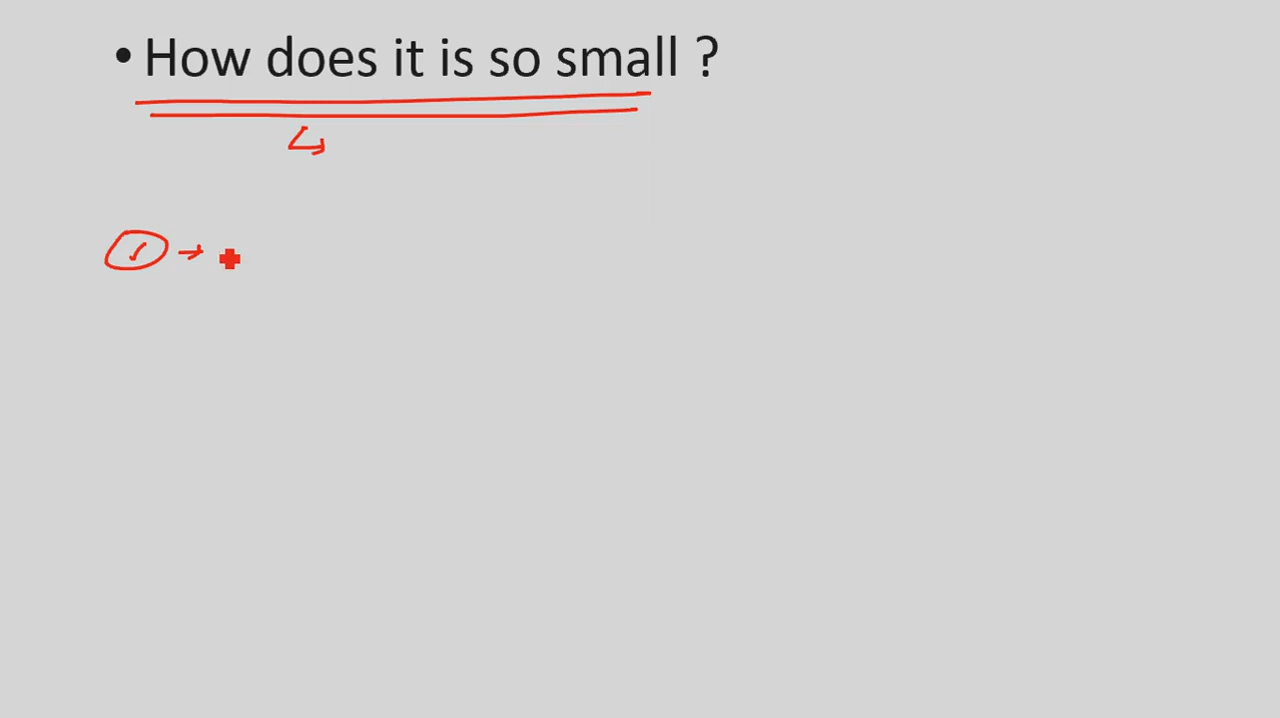 • How does it is so small ?
1 →